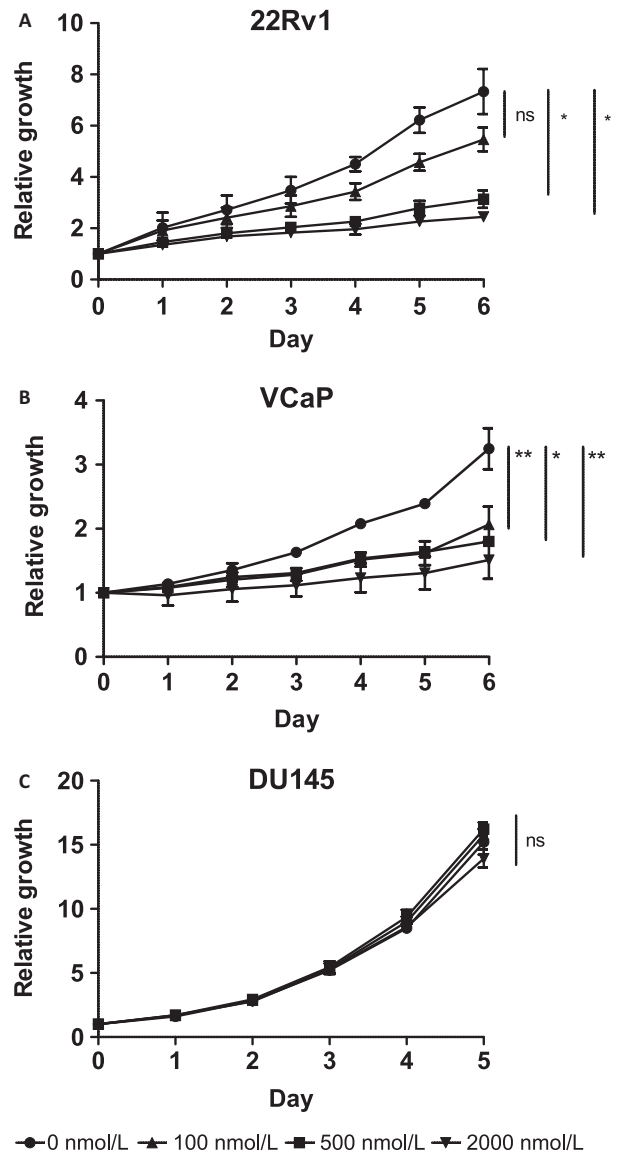 A
22Rv1
10
8
6
4
2
0
Relative growth
ns
*
*
0 1 2 3 4 5 6
Day
B
VCaP
4
3
2
1
0
Relative growth
**
*
**
0 1 2 3 4 5 6
Day
C
DU145
20
15
10
5
0
Relative growth
ns
0 1 2 3 4 5
Day
0 nmol/L 100 nmol/L 500 nmol/L 2000 nmol/L